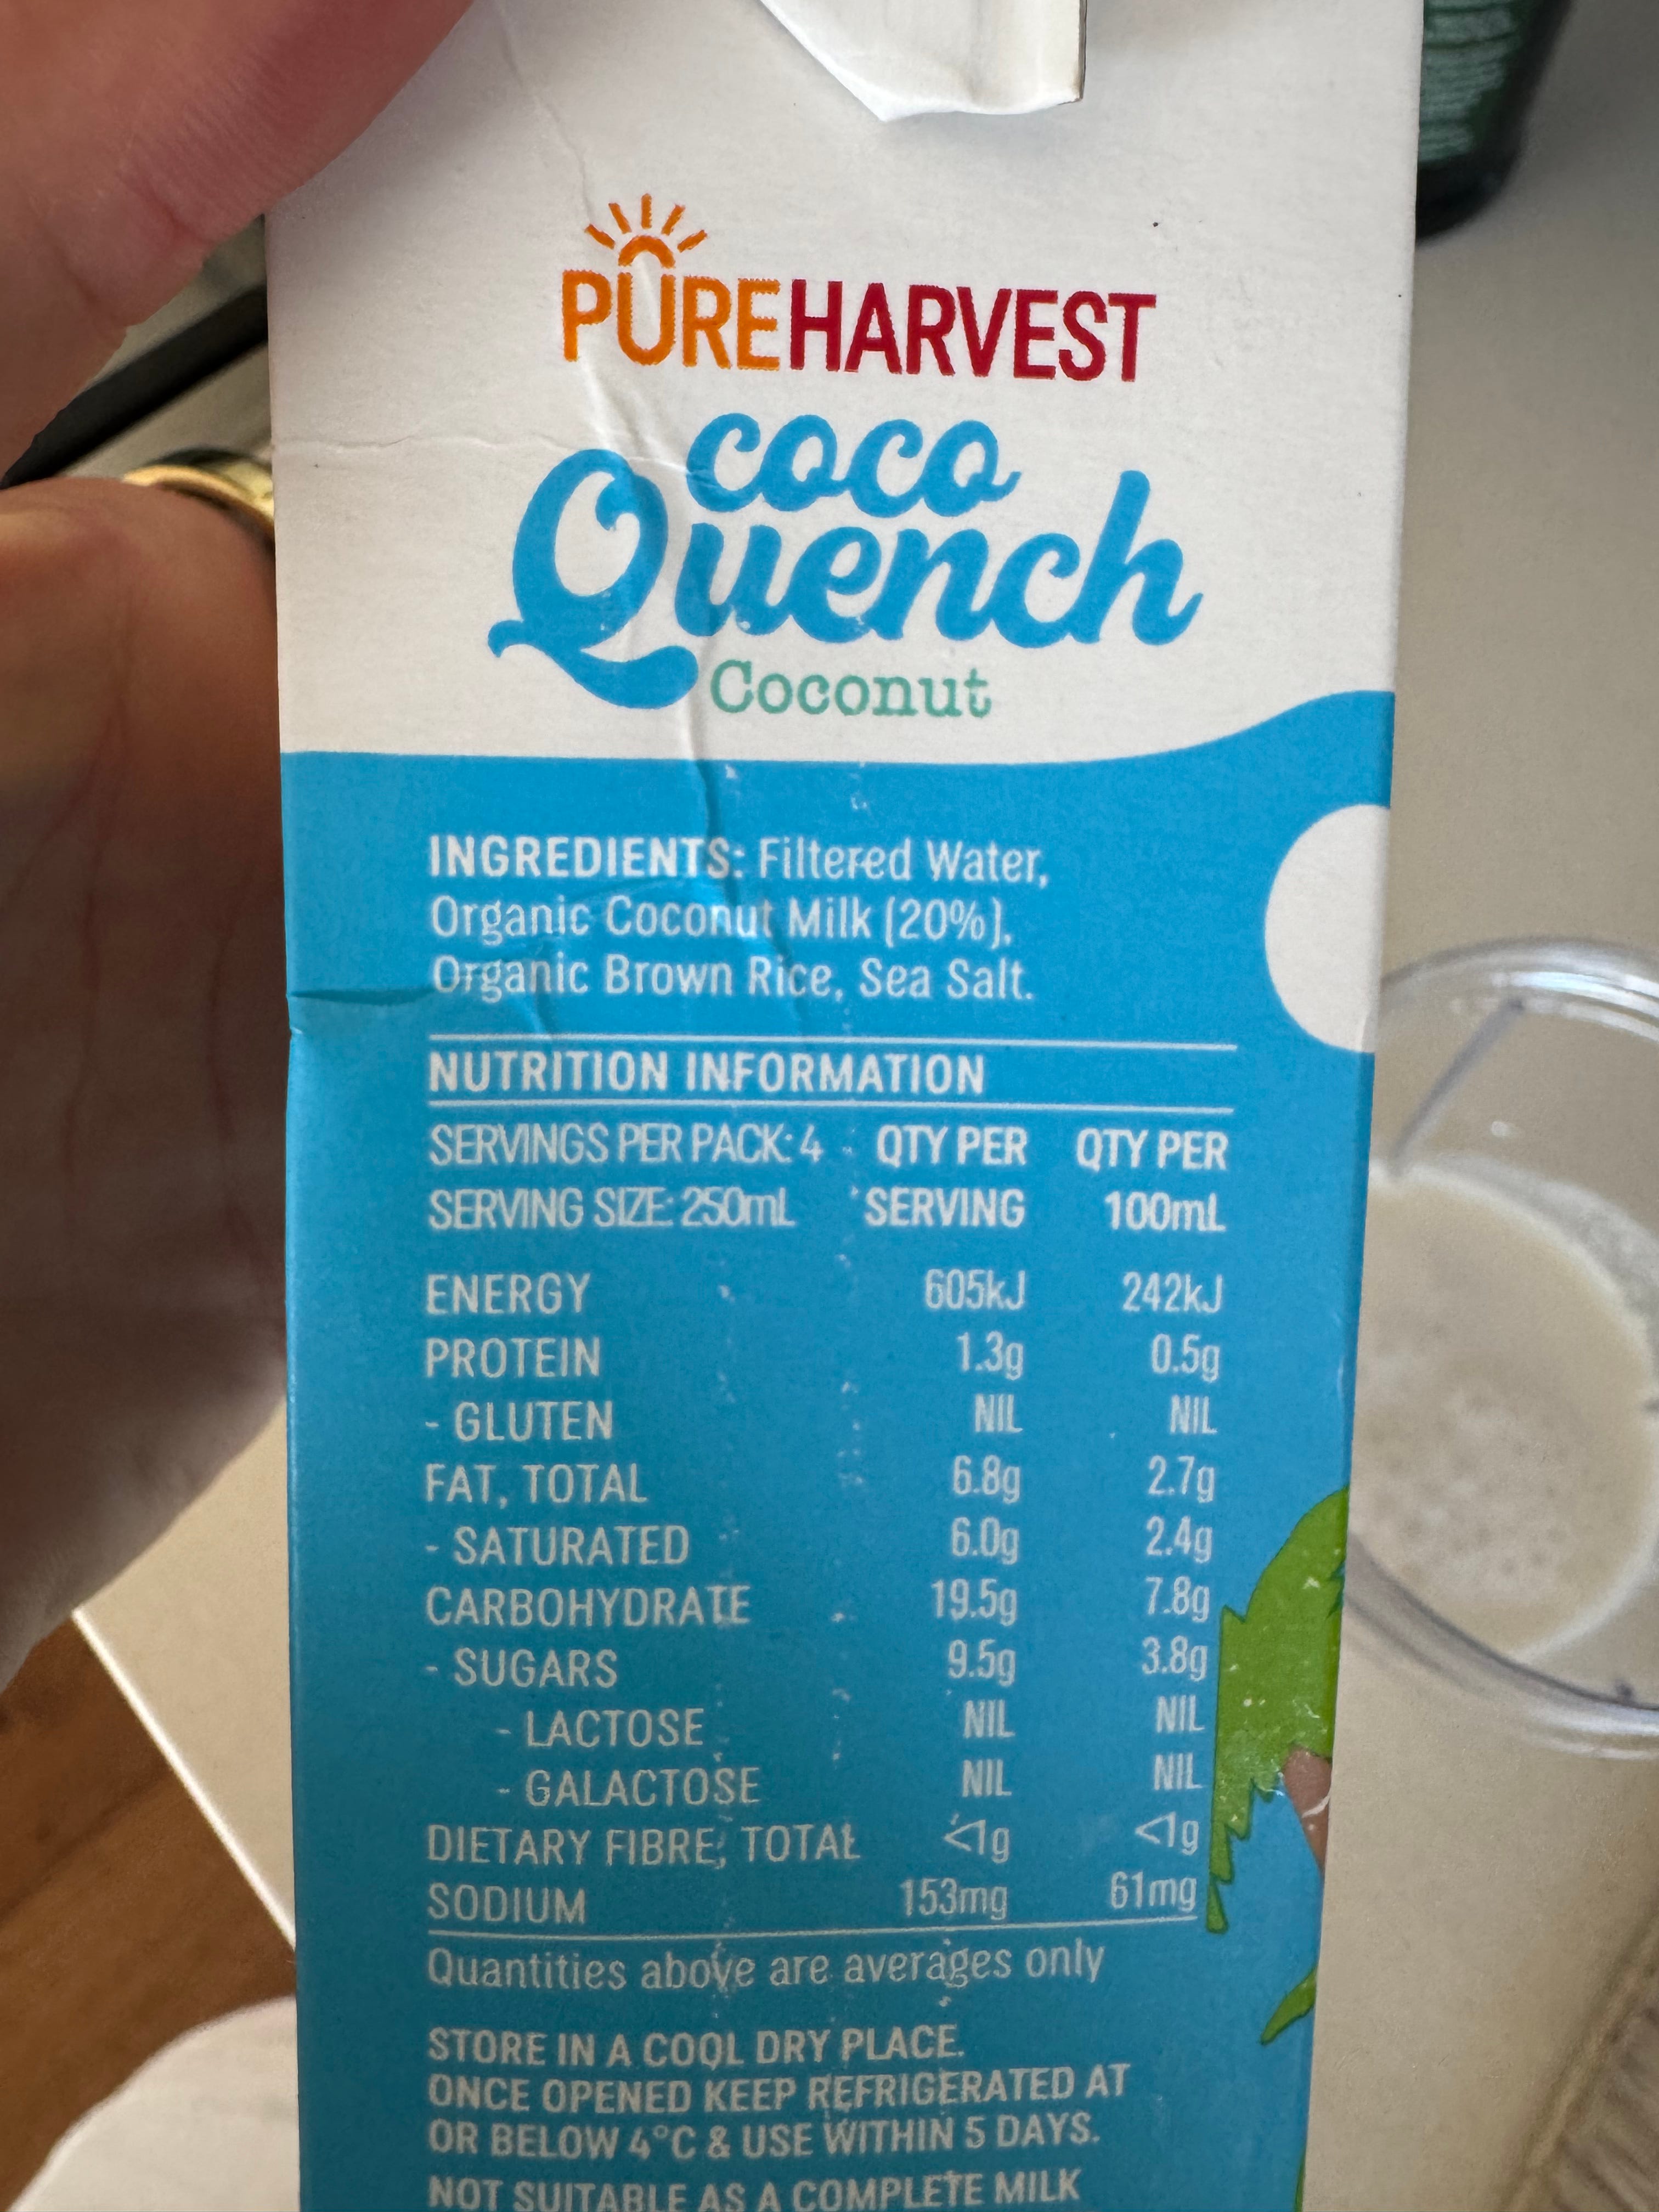 PUREHARVEST
coco
Quench
Coconut
INGREDIENTS: Filtered Water,
Organic Coconut Milk (20%),
Organic Brown Rice, Sea Salt.
NUTRITION INFORMATION
SERVINGS PER PACK: 4 QTY PER QTY PER
SERVING SIZE: 250mL SERVING 100mL
ENERGY 605kJ 242kJ
PROTEIN 1.3g 0.5g
- GLUTEN NIL NIL
FAT, TOTAL 6.8g 2.7g
- SATURATED 6.0g 2.4g
CARBOHYDRATE 19.5g 7.8g
- SUGARS 9.5g 3.8g
- LACTOSE NIL NIL
- GALACTOSE NIL NIL
DIETARY FIBRE, TOTAL <1g <1g
SODIUM 153mg 61mg
Quantities above are averages only
STORE IN A COOL DRY PLACE.
ONCE OPENED KEEP REFRIGERATED AT
OR BELOW 4°C & USE WITHIN 5 DAYS.
NOT SUITABLE AS A COMPLETE MILK